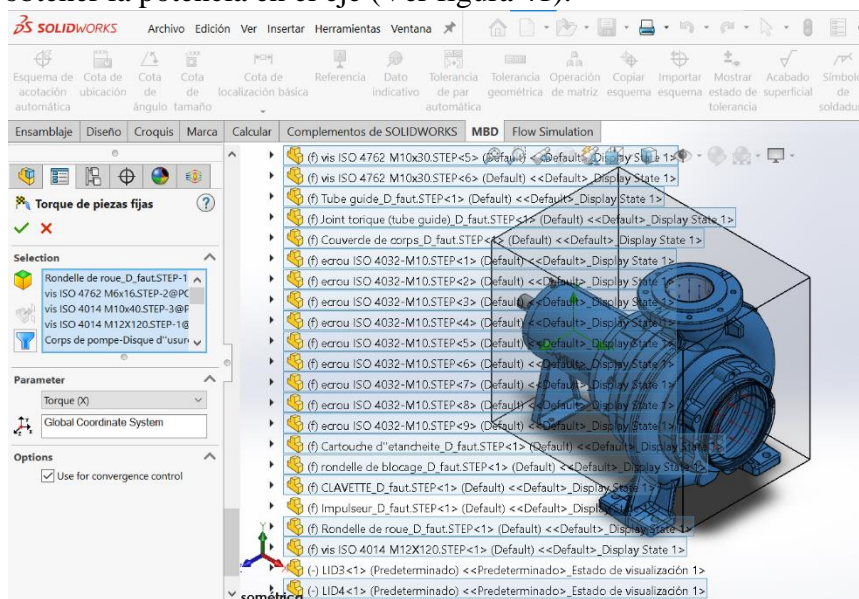 obtener la potencia en el eje (Ver figura 41).
SOLIDWORKS Archivo Edición Ver Insertar Herramientas Ventana
Esquema de acotación automática
Cota de ubicación
Cota de ángulo
Cota de tamaño
Cota de localización básica
Referencia
Dato indicativo
Tolerancia de par automática
Tolerancia geométrica
Operación de matriz
Copiar esquema
Importar esquema
Mostrar estado de tolerancia
Acabado superficial
Símbolo de soldadu
Ensamblaje Diseño Croquis Marca Calcular Complementos de SOLIDWORKS MBD Flow Simulation
Torque de piezas fijas
Selection
Rondelle de roue_D_faut.STEP-1
vis ISO 4762 M6x16.STEP-2@PC
vis ISO 4014 M10x40.STEP-3@P
vis ISO 4014 M12X120.STEP-1@
Corps de pompe-Disque d''usur
Parameter
Torque (X)
Global Coordinate System
Options
Use for convergence control
(f) vis ISO 4762 M10x30.STEP<5> (Default) <<Default>_Display State 1>
(f) vis ISO 4762 M10x30.STEP<6> (Default) <<Default>_Display State 1>
(f) Tube guide_D_faut.STEP<1> (Default) <<Default>_Display State 1>
(f) Joint torique (tube guide)_D_faut.STEP<1> (Default) <<Default>_Display State 1>
(f) Couverde de corps_D_faut.STEP<1> (Default) <<Default>_Display State 1>
(f) ecrou ISO 4032-M10.STEP<1> (Default) <<Default>_Display State 1>
(f) ecrou ISO 4032-M10.STEP<2> (Default) <<Default>_Display State 1>
(f) ecrou ISO 4032-M10.STEP<3> (Default) <<Default>_Display State 1>
(f) ecrou ISO 4032-M10.STEP<4> (Default) <<Default>_Display State 1>
(f) ecrou ISO 4032-M10.STEP<5> (Default) <<Default>_Display State 1>
(f) ecrou ISO 4032-M10.STEP<6> (Default) <<Default>_Display State 1>
(f) ecrou ISO 4032-M10.STEP<7> (Default) <<Default>_Display State 1>
(f) ecrou ISO 4032-M10.STEP<8> (Default) <<Default>_Display State 1>
(f) ecrou ISO 4032-M10.STEP<9> (Default) <<Default>_Display State 1>
(f) Cartouche d''etancheite_D_faut.STEP<1> (Default) <<Default>_Display State 1>
(f) rondelle de blocage_D_faut.STEP<1> (Default) <<Default>_Display State 1>
(f) CLAVETTE_D_faut.STEP<1> (Default) <<Default>_Display State 1>
(f) Impulseur_D_faut.STEP<1> (Default) <<Default>_Display State 1>
(f) Rondelle de roue_D_faut.STEP<1> (Default) <<Default>_Display State 1>
(f) vis ISO 4014 M12X120.STEP<1> (Default) <<Default>_Display State 1>
(-) LID3<1> (Predeterminado) <<Predeterminado>_Estado de visualización 1>
(-) LID4<1> (Predeterminado) <<Predeterminado>_Estado de visualización 1>
sométrica